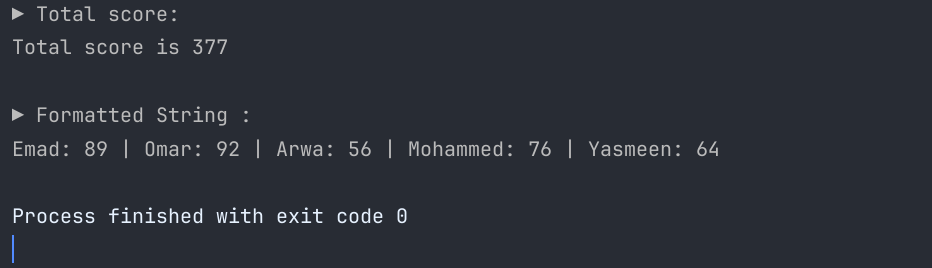 ▶ Total score:
Total score is 377
▶ Formatted String :
Emad: 89 | Omar: 92 | Arwa: 56 | Mohammed: 76 | Yasmeen: 64
Process finished with exit code 0